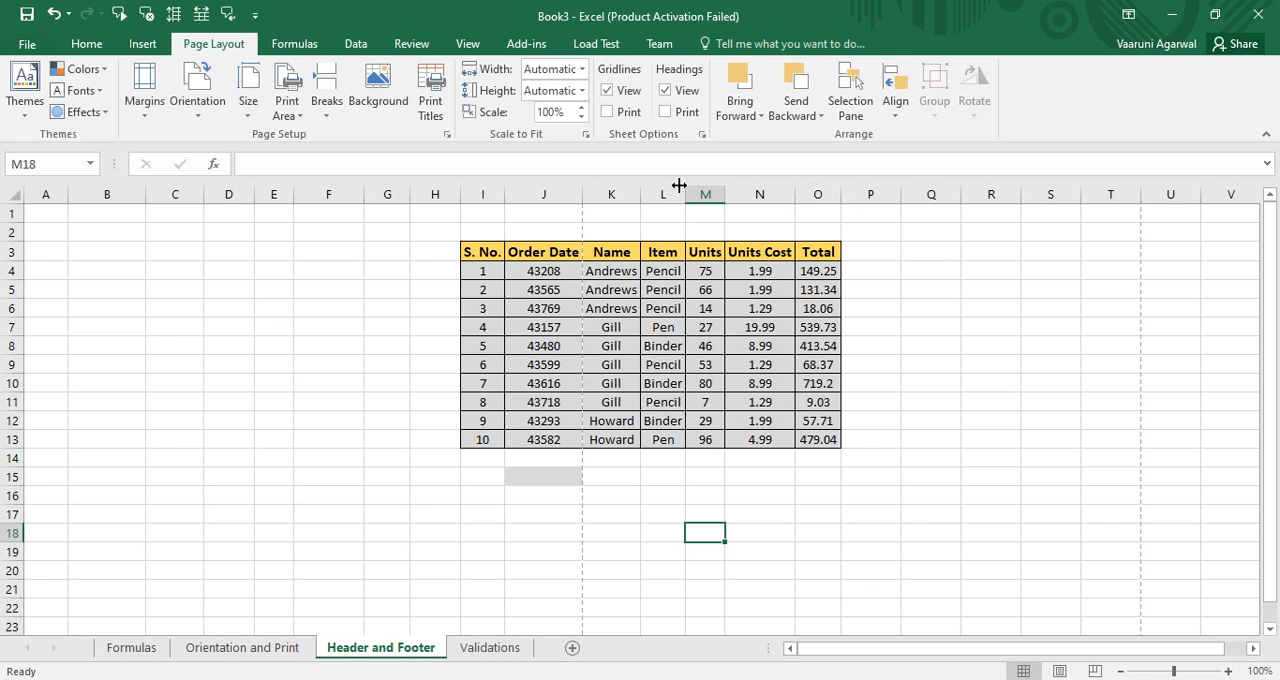 Book3 - Excel (Product Activation Failed)
File Home Insert Page Layout Formulas Data Review View Add-ins Load Test Team Tell me what you want to do... Vaaruni Agarwal Share
Aa Colors Width: Automatic Gridlines Headings
Fonts Height: Automatic View View
Themes Effects Margins Orientation Size Print Area Breaks Background Print Titles Scale: 100% Print Print Bring Forward Send Backward Selection Pane Align Group Rotate
Themes Page Setup Scale to Fit Sheet Options Arrange
M18 fx
A B C D E F G H I J K L M N O P Q R S T U V
1
2
3 S. No. Order Date Name Item Units Units Cost Total
4 1 43208 Andrews Pencil 75 1.99 149.25
5 2 43565 Andrews Pencil 66 1.99 131.34
6 3 43769 Andrews Pencil 14 1.29 18.06
7 4 43157 Gill Pen 27 19.99 539.73
8 5 43480 Gill Binder 46 8.99 413.54
9 6 43599 Gill Pencil 53 1.29 68.37
10 7 43616 Gill Binder 80 8.99 719.2
11 8 43718 Gill Pencil 7 1.29 9.03
12 9 43293 Howard Binder 29 1.99 57.71
13 10 43582 Howard Pen 96 4.99 479.04
14
15
16
17
18
19
20
21
22
23
Formulas Orientation and Print Header and Footer Validations
Ready 100%